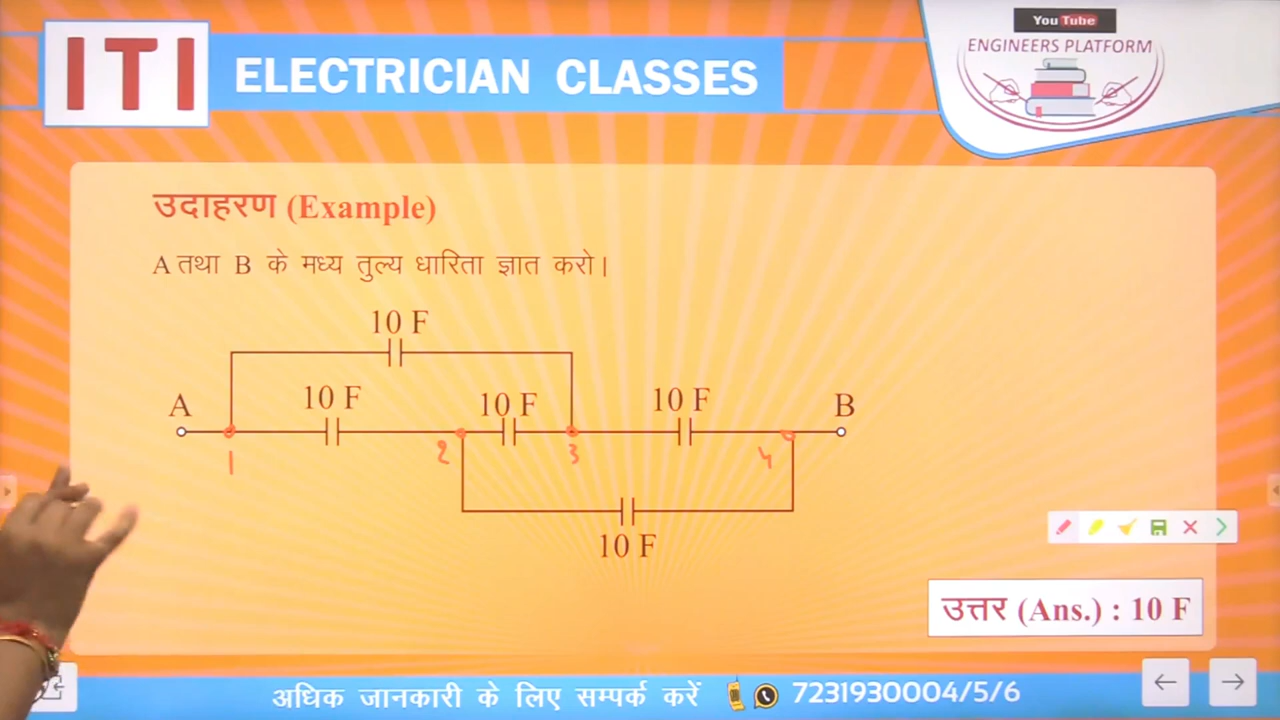 You Tube
ENGINEERS PLATFORM
ITI
ELECTRICIAN CLASSES
उदाहरण (Example)
A तथा B के मध्य तुल्य धारिता ज्ञात करो।
10 F
10 F
10 F
10 F
A
B
1
2
3
4
10 F
उत्तर (Ans.) : 10 F
अधिक जानकारी के लिए सम्पर्क करें 7231930004/5/6